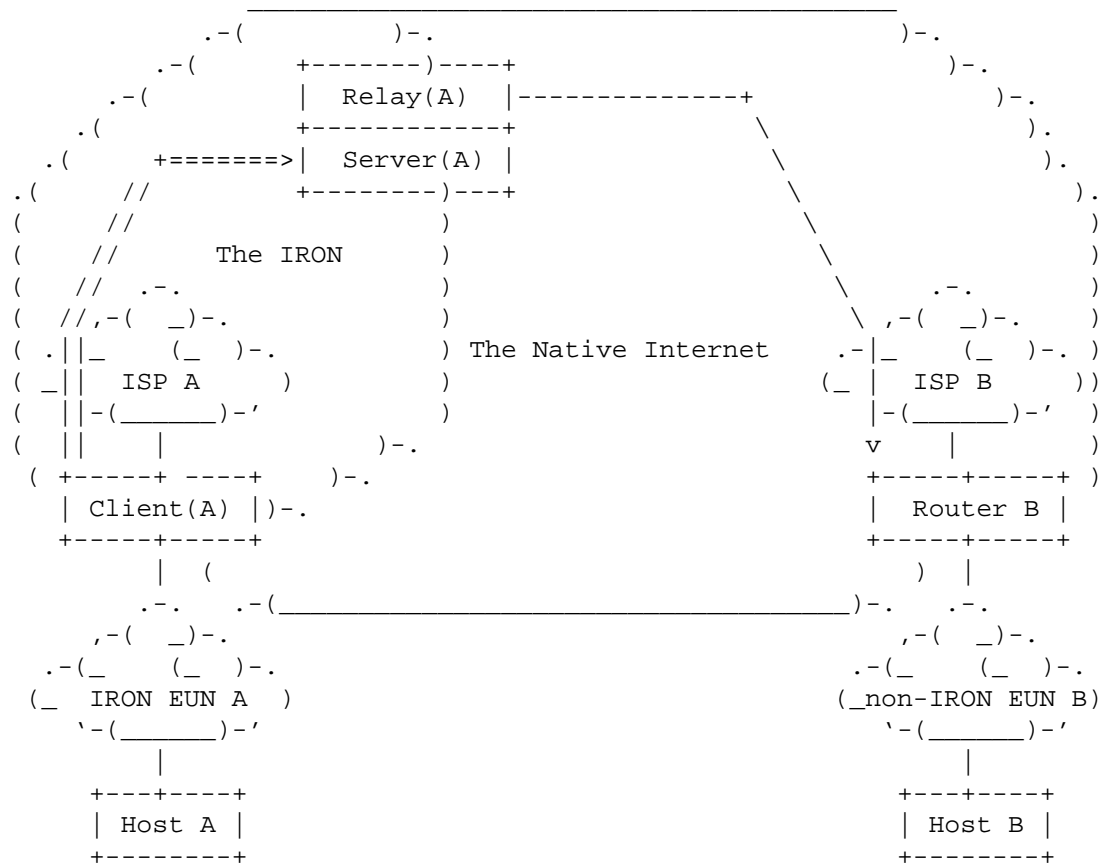 Relay(A)
Server(A)
The IRON
The Native Internet
ISP A
ISP B
Client(A)
Router B
IRON EUN A
non-IRON EUN B
Host A
Host B